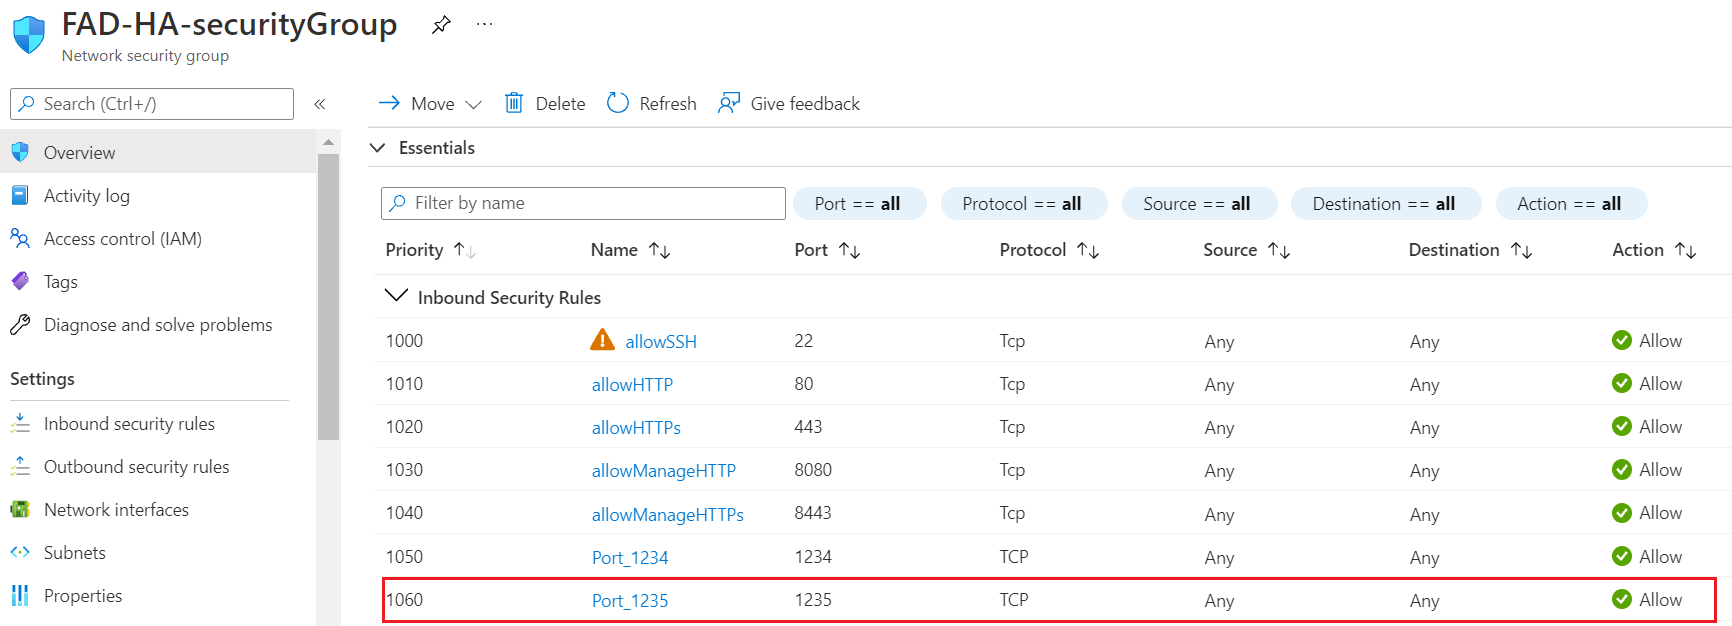 FAD-HA-securityGroup
Network security group
Search (Ctrl+/)
Overview
Activity log
Access control (IAM)
Tags
Diagnose and solve problems
Settings
Inbound security rules
Outbound security rules
Network interfaces
Subnets
Properties
Move Delete Refresh Give feedback
Essentials
Filter by name Port == all Protocol == all Source == all Destination == all Action == all
Priority Name Port Protocol Source Destination Action
Inbound Security Rules
1000 allowSSH 22 Tcp Any Any Allow
1010 allowHTTP 80 Tcp Any Any Allow
1020 allowHTTPs 443 Tcp Any Any Allow
1030 allowManageHTTP 8080 Tcp Any Any Allow
1040 allowManageHTTPs 8443 Tcp Any Any Allow
1050 Port_1234 1234 TCP Any Any Allow
1060 Port_1235 1235 TCP Any Any Allow